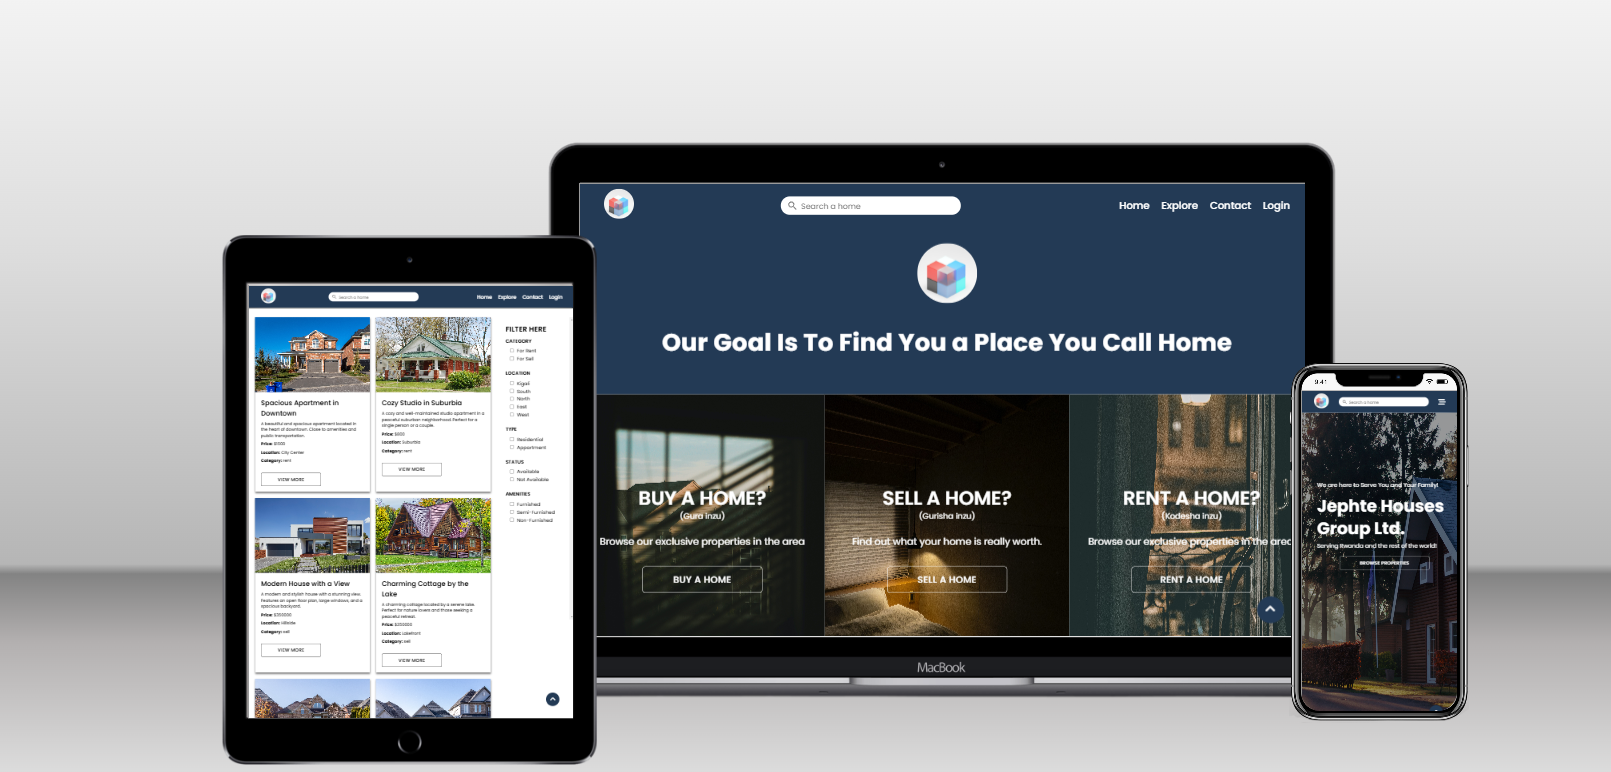 Search a home
Home Explore Contact Login
Our Goal Is To Find You a Place You Call Home
BUY A HOME?
(Gura inzu)
Browse our exclusive properties in the area
BUY A HOME
SELL A HOME?
(Gurisha inzu)
Find out what your home is really worth.
SELL A HOME
RENT A HOME?
(Kodesha inzu)
Browse our exclusive properties in the area
RENT A HOME
MacBook
Search a home
Home Explore Contact Login
Spacious Apartment in
Downtown
A beautiful and spacious apartment located in
the heart of downtown. Close to amenities and
public transportation.
Price: $1000
Location: City Center
Category: rent
VIEW MORE
Cozy Studio in Suburbia
A cozy and well-maintained studio apartment in a
peaceful suburban neighborhood. Perfect for a
single person or a couple.
Price: $800
Location: Suburbia
Category: rent
VIEW MORE
Modern House with a View
A modern and stylish house with a stunning view.
Features an open floor plan, large windows, and a
spacious backyard.
Price: $350000
Location: Hillside
Category: sell
VIEW MORE
Charming Cottage by the
Lake
A charming cottage located by a serene lake.
Perfect for nature lovers and those seeking a
peaceful retreat.
Price: $250000
Location: Lakefront
Category: sell
VIEW MORE
FILTER HERE
CATEGORY
For Rent
For Sell
LOCATION
Kigali
South
North
East
West
TYPE
Residential
Appartment
STATUS
Available
Not Available
AMENITIES
Furnished
Semi-Furnished
Non-Furnished
9:41
Search a home
We are here to Serve You and Your Family!
Jephte Houses
Group Ltd.
Serving Rwanda and the rest of the world!
BROWSE PROPERTIES